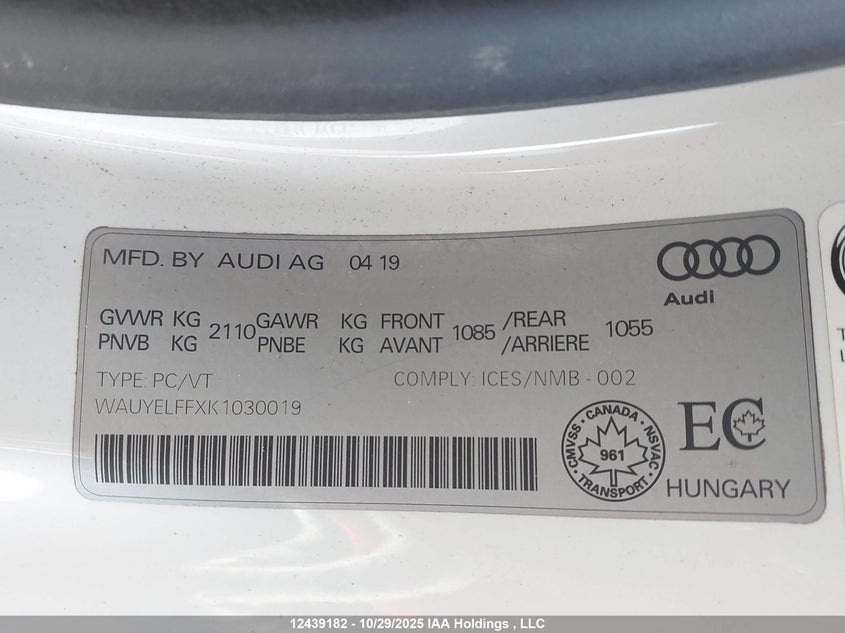 MFD. BY AUDI AG 04 19
Audi
GVWR KG 2110 GAWR KG FRONT 1085 /REAR 1055
PNVB KG PNBE KG AVANT /ARRIERE
TYPE: PC/VT COMPLY: ICES/NMB - 002
WAUYELFFXK1030019
CMVSS · CANADA · NSVAC · TRANSPORT
961
EC
HUNGARY
12439182 - 10/29/2025 IAA Holdings , LLC